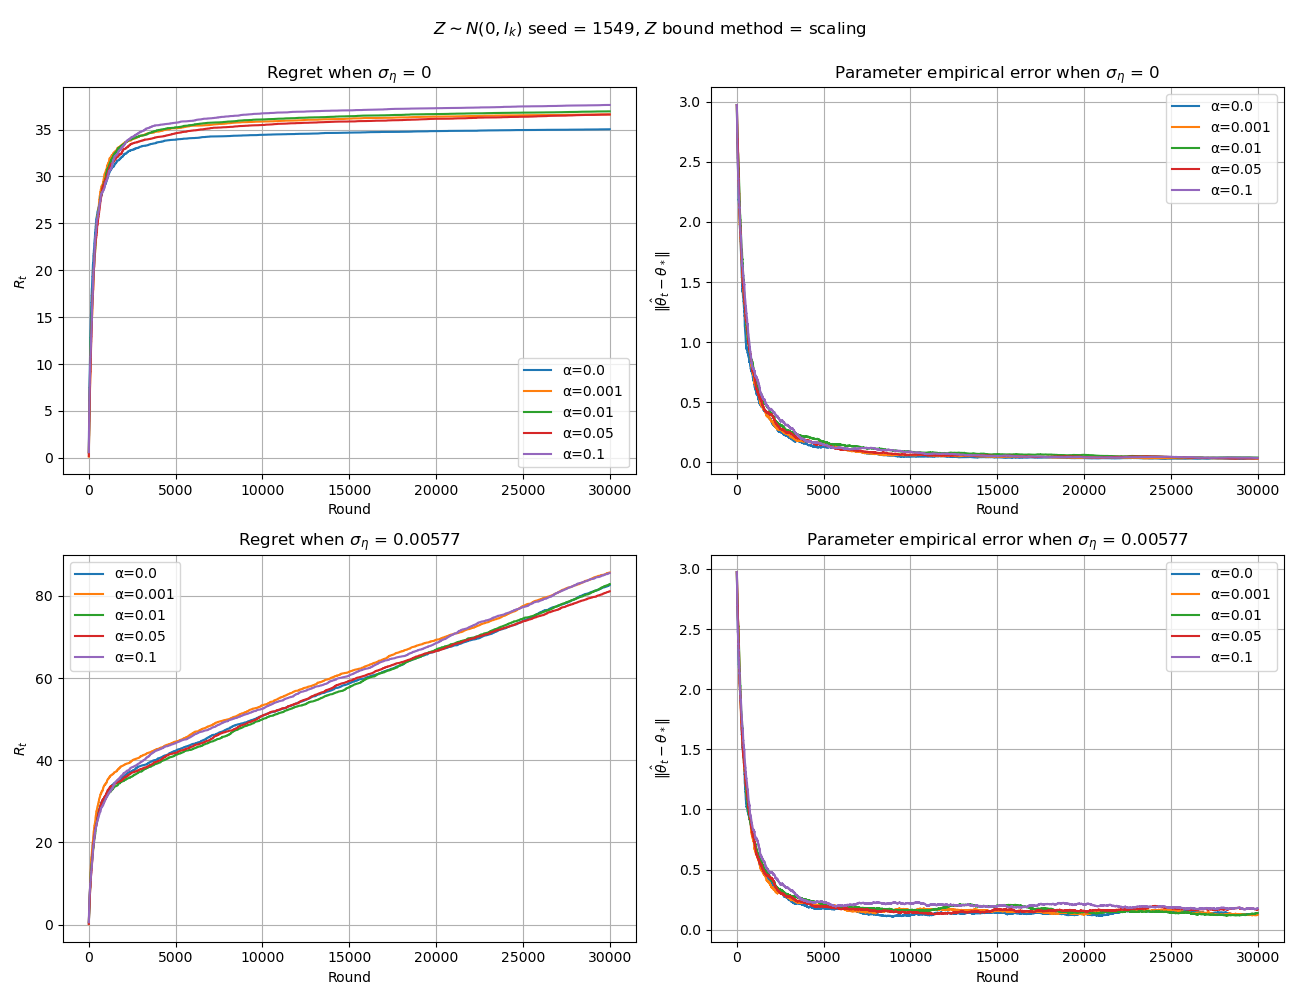 Z ∼ N(0, I_k) seed = 1549, Z bound method = scaling
Regret when σ_η = 0
R_t
35
30
25
20
15
10
5
0
α=0.0
α=0.001
α=0.01
α=0.05
α=0.1
0 5000 10000 15000 20000 25000 30000
Round
Parameter empirical error when σ_η = 0
‖θ̂_t − θ_*‖
3.0
2.5
2.0
1.5
1.0
0.5
0.0
α=0.0
α=0.001
α=0.01
α=0.05
α=0.1
0 5000 10000 15000 20000 25000 30000
Round
Regret when σ_η = 0.00577
R_t
80
60
40
20
0
α=0.0
α=0.001
α=0.01
α=0.05
α=0.1
0 5000 10000 15000 20000 25000 30000
Round
Parameter empirical error when σ_η = 0.00577
‖θ̂_t − θ_*‖
3.0
2.5
2.0
1.5
1.0
0.5
0.0
α=0.0
α=0.001
α=0.01
α=0.05
α=0.1
0 5000 10000 15000 20000 25000 30000
Round